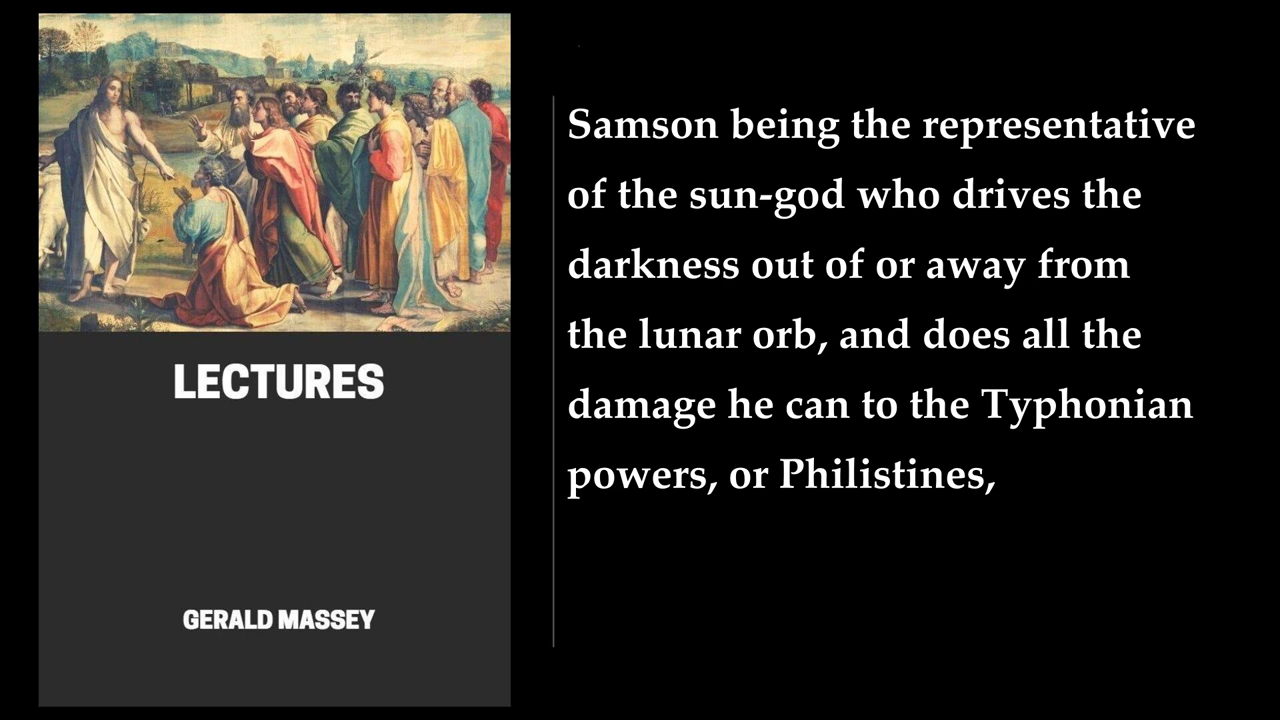 LECTURES
GERALD MASSEY
Samson being the representative
of the sun-god who drives the
darkness out of or away from
the lunar orb, and does all the
damage he can to the Typhonian
powers, or Philistines,